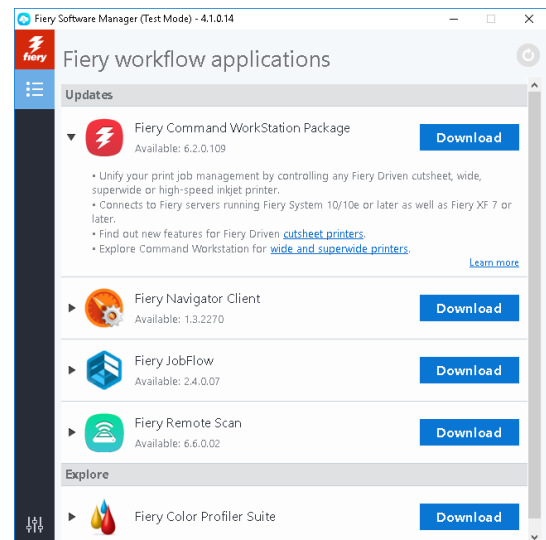 Fiery Software Manager (Test Mode) - 4.1.0.14
fiery
Fiery workflow applications
Updates
Fiery Command WorkStation Package
Available: 6.2.0.109
Download
• Unify your print job management by controlling any Fiery Driven cutsheet, wide,
superwide or high-speed inkjet printer.
• Connects to Fiery servers running Fiery System 10/10e or later as well as Fiery XF 7 or
later.
• Find out new features for Fiery Driven cutsheet printers.
• Explore Command Workstation for wide and superwide printers.
Learn more
Fiery Navigator Client
Available: 1.3.2270
Download
Fiery JobFlow
Available: 2.4.0.07
Download
Fiery Remote Scan
Available: 6.6.0.02
Download
Explore
Fiery Color Profiler Suite
Download